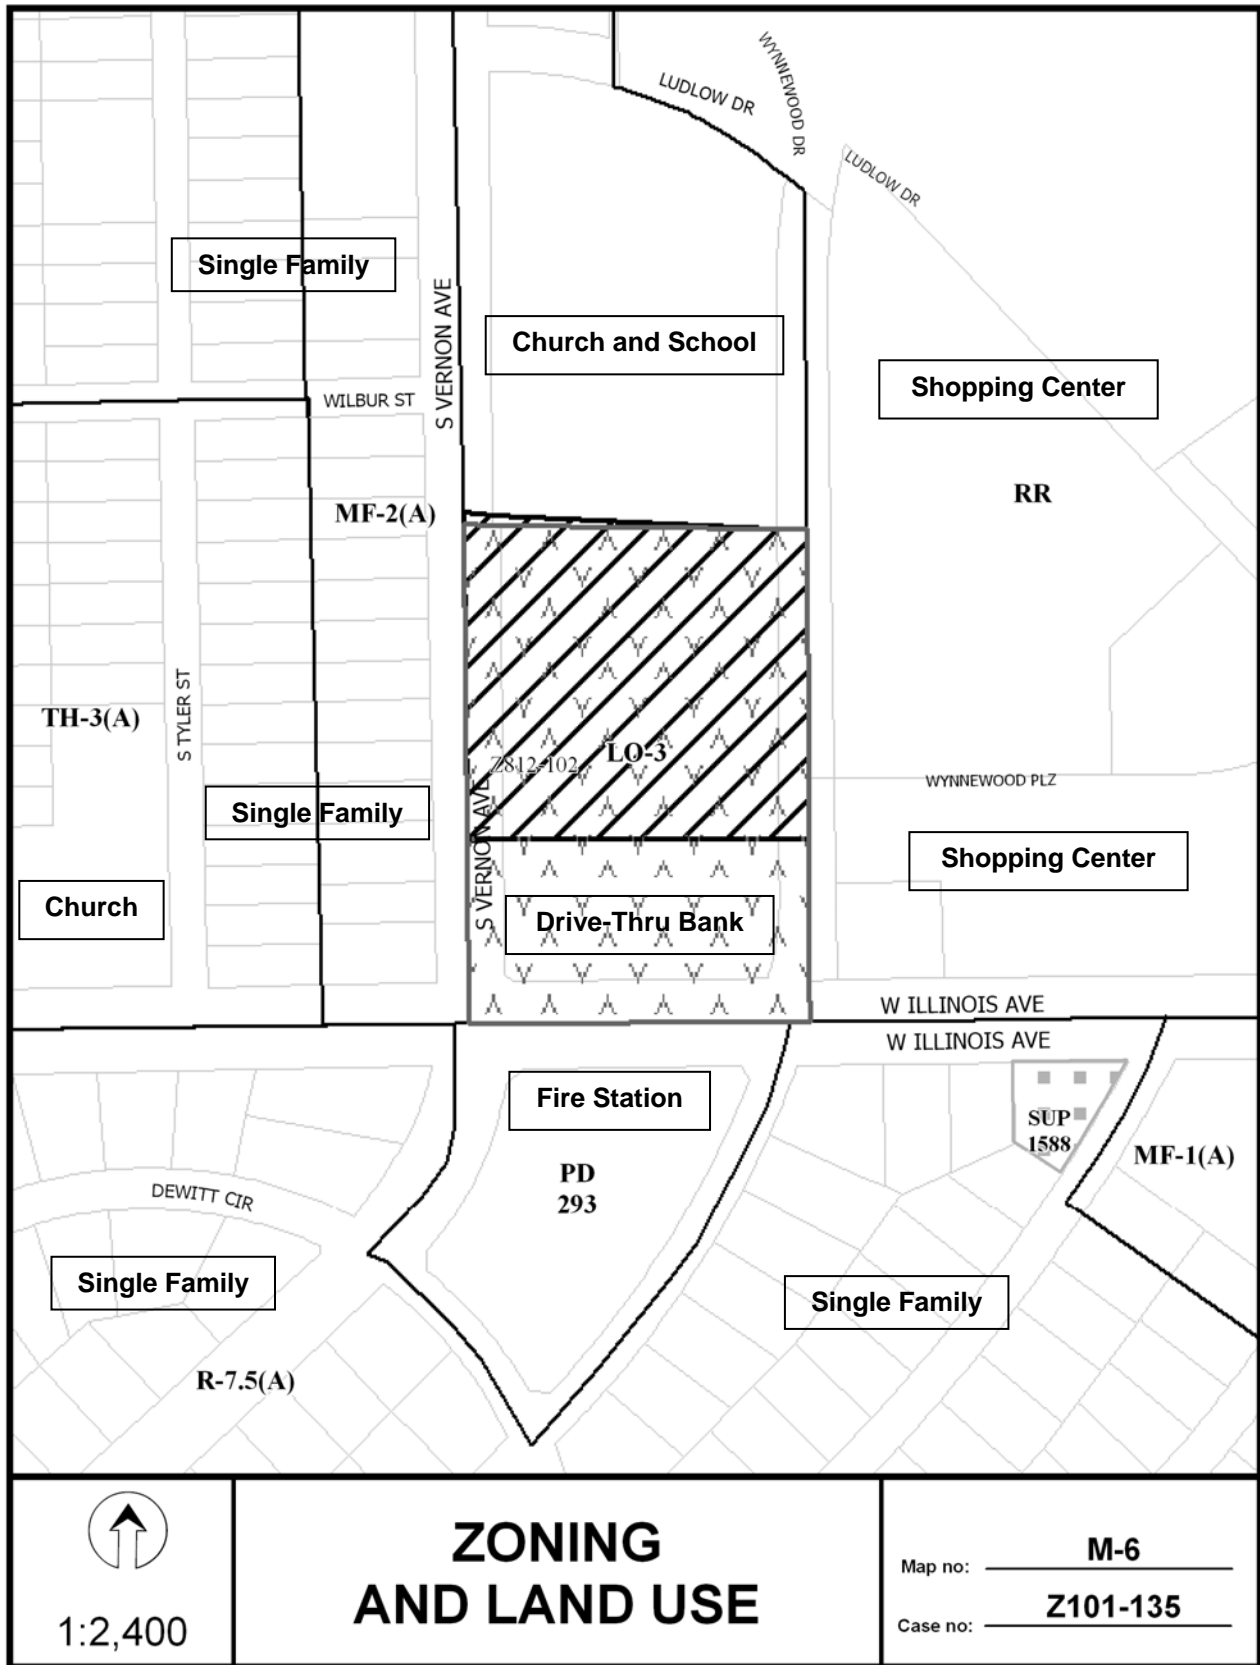 WYNNEWOOD DR
LUDLOW DR
LUDLOW DR
Single Family
S VERNON AVE
Church and School
Shopping Center
WILBUR ST
RR
MF-2(A)
S TYLER ST
TH-3(A)
LO-3
Z812-102
WYNNEWOOD PLZ
Single Family
S VERNON AVE
Shopping Center
Church
Drive-Thru Bank
W ILLINOIS AVE
W ILLINOIS AVE
Fire Station
SUP
1588
MF-1(A)
PD
293
DEWITT CIR
Single Family
Single Family
R-7.5(A)
1:2,400
ZONING
AND LAND USE
Map no: M-6
Case no: Z101-135